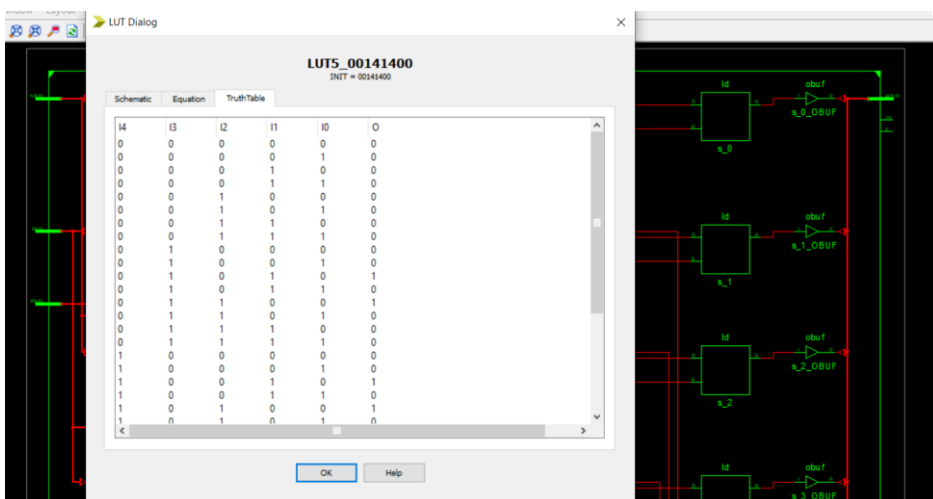 Layout
LUT Dialog
LUT5_00141400
INIT = 00141400
Schematic Equation TruthTable
I4 I3 I2 I1 I0 O
0 0 0 0 0 0
0 0 0 0 1 0
0 0 0 1 0 0
0 0 0 1 1 0
0 0 1 0 0 0
0 0 1 0 1 0
0 0 1 1 0 0
0 0 1 1 1 0
0 1 0 0 0 0
0 1 0 0 1 0
0 1 0 1 0 1
0 1 0 1 1 0
0 1 1 0 0 1
0 1 1 0 1 0
0 1 1 1 0 0
0 1 1 1 1 0
1 0 0 0 0 0
1 0 0 0 1 0
1 0 0 1 0 1
1 0 0 1 1 0
1 0 1 0 0 1
1 0 1 0 1 0
OK Help
ld obuf
s_0_OBUF
s_0
ld obuf
s_1_OBUF
s_1
ld obuf
s_2_OBUF
s_2
ld obuf
s_3_OBUF